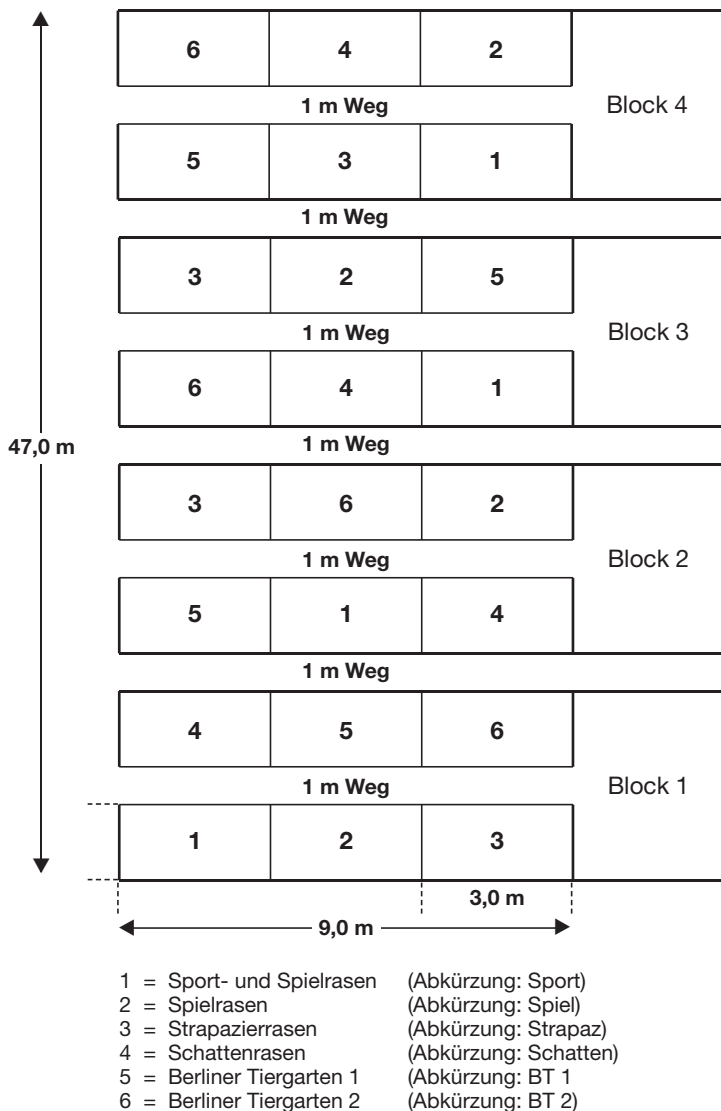 6 4 2
1 m Weg
Block 4
5 3 1
1 m Weg
3 2 5
1 m Weg
Block 3
6 4 1
47,0 m
1 m Weg
3 6 2
1 m Weg
Block 2
5 1 4
1 m Weg
4 5 6
1 m Weg
Block 1
1 2 3
3,0 m
9,0 m
1 = Sport- und Spielrasen (Abkürzung: Sport)
2 = Spielrasen (Abkürzung: Spiel)
3 = Strapazierrasen (Abkürzung: Strapaz)
4 = Schattenrasen (Abkürzung: Schatten)
5 = Berliner Tiergarten 1 (Abkürzung: BT 1
6 = Berliner Tiergarten 2 (Abkürzung: BT 2)